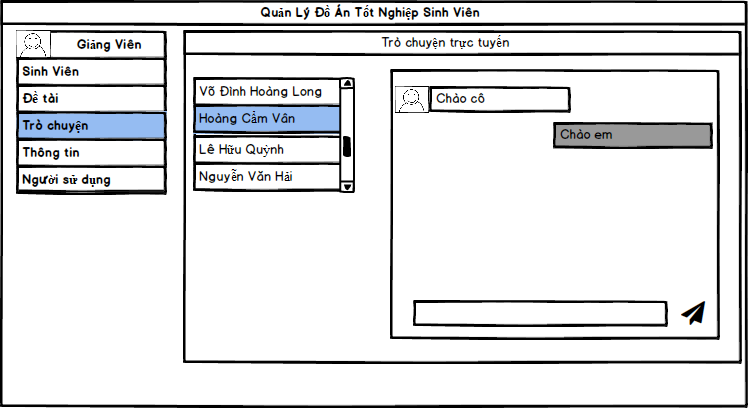 Quản Lý Đồ Án Tốt Nghiệp Sinh Viên
Giảng Viên
Sinh Viên
Đề tài
Trò chuyện
Thông tin
Người sử dụng
Trò chuyện trực tuyến
Võ Đình Hoàng Long
Hoàng Cẩm Vân
Lê Hữu Quỳnh
Nguyễn Văn Hải
Chào cô
Chào em